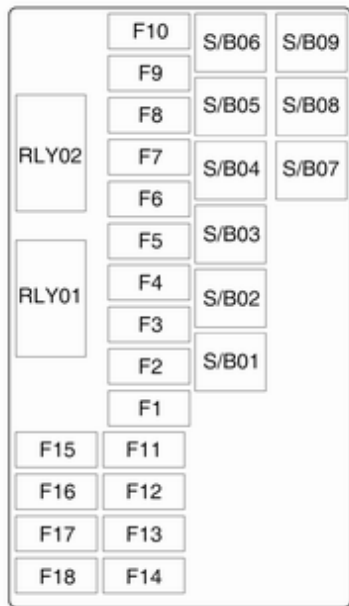 F10 S/B06 S/B09
F9
F8 S/B05 S/B08
RLY02 F7 S/B04 S/B07
F6
F5 S/B03
F4
RLY01 F3 S/B02
F2 S/B01
F1
F15 F11
F16 F12
F17 F13
F18 F14